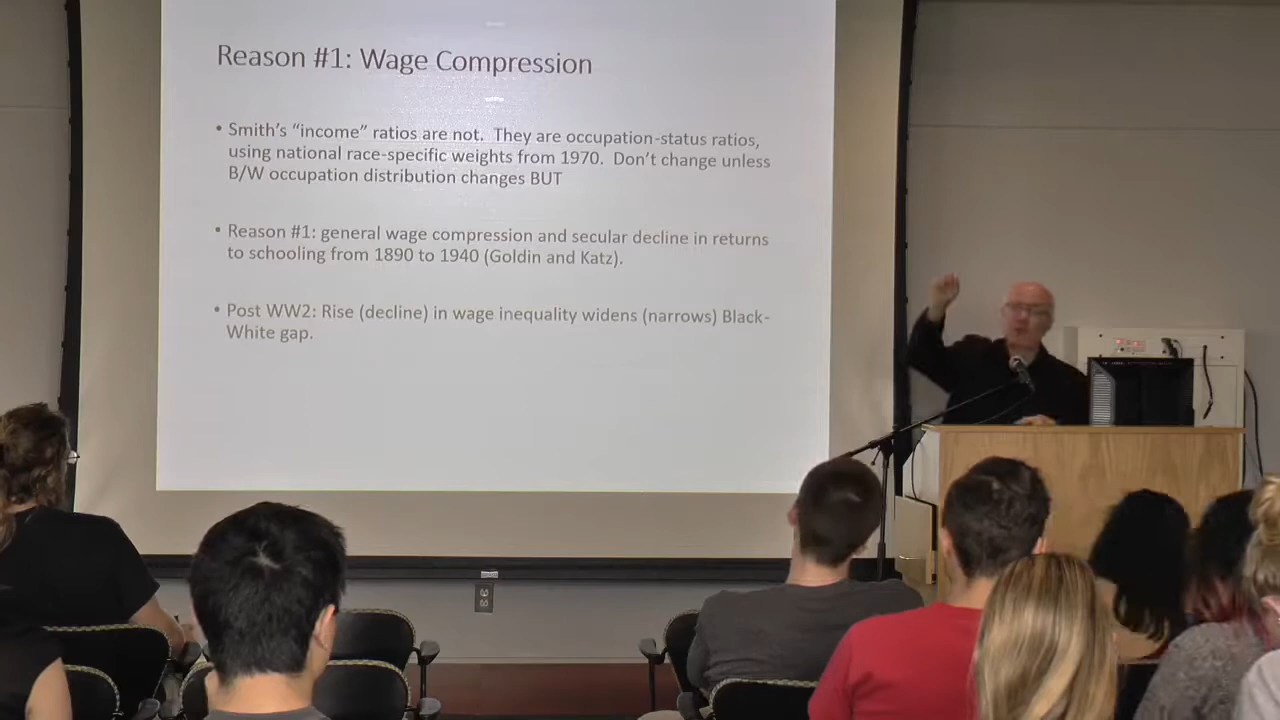 Reason #1: Wage Compression
• Smith's “income” ratios are not.  They are occupation-status ratios,
using national race-specific weights from 1970.  Don't change unless
B/W occupation distribution changes BUT
• Reason #1: general wage compression and secular decline in returns
to schooling from 1890 to 1940 (Goldin and Katz).
• Post WW2: Rise (decline) in wage inequality widens (narrows) Black-
White gap.